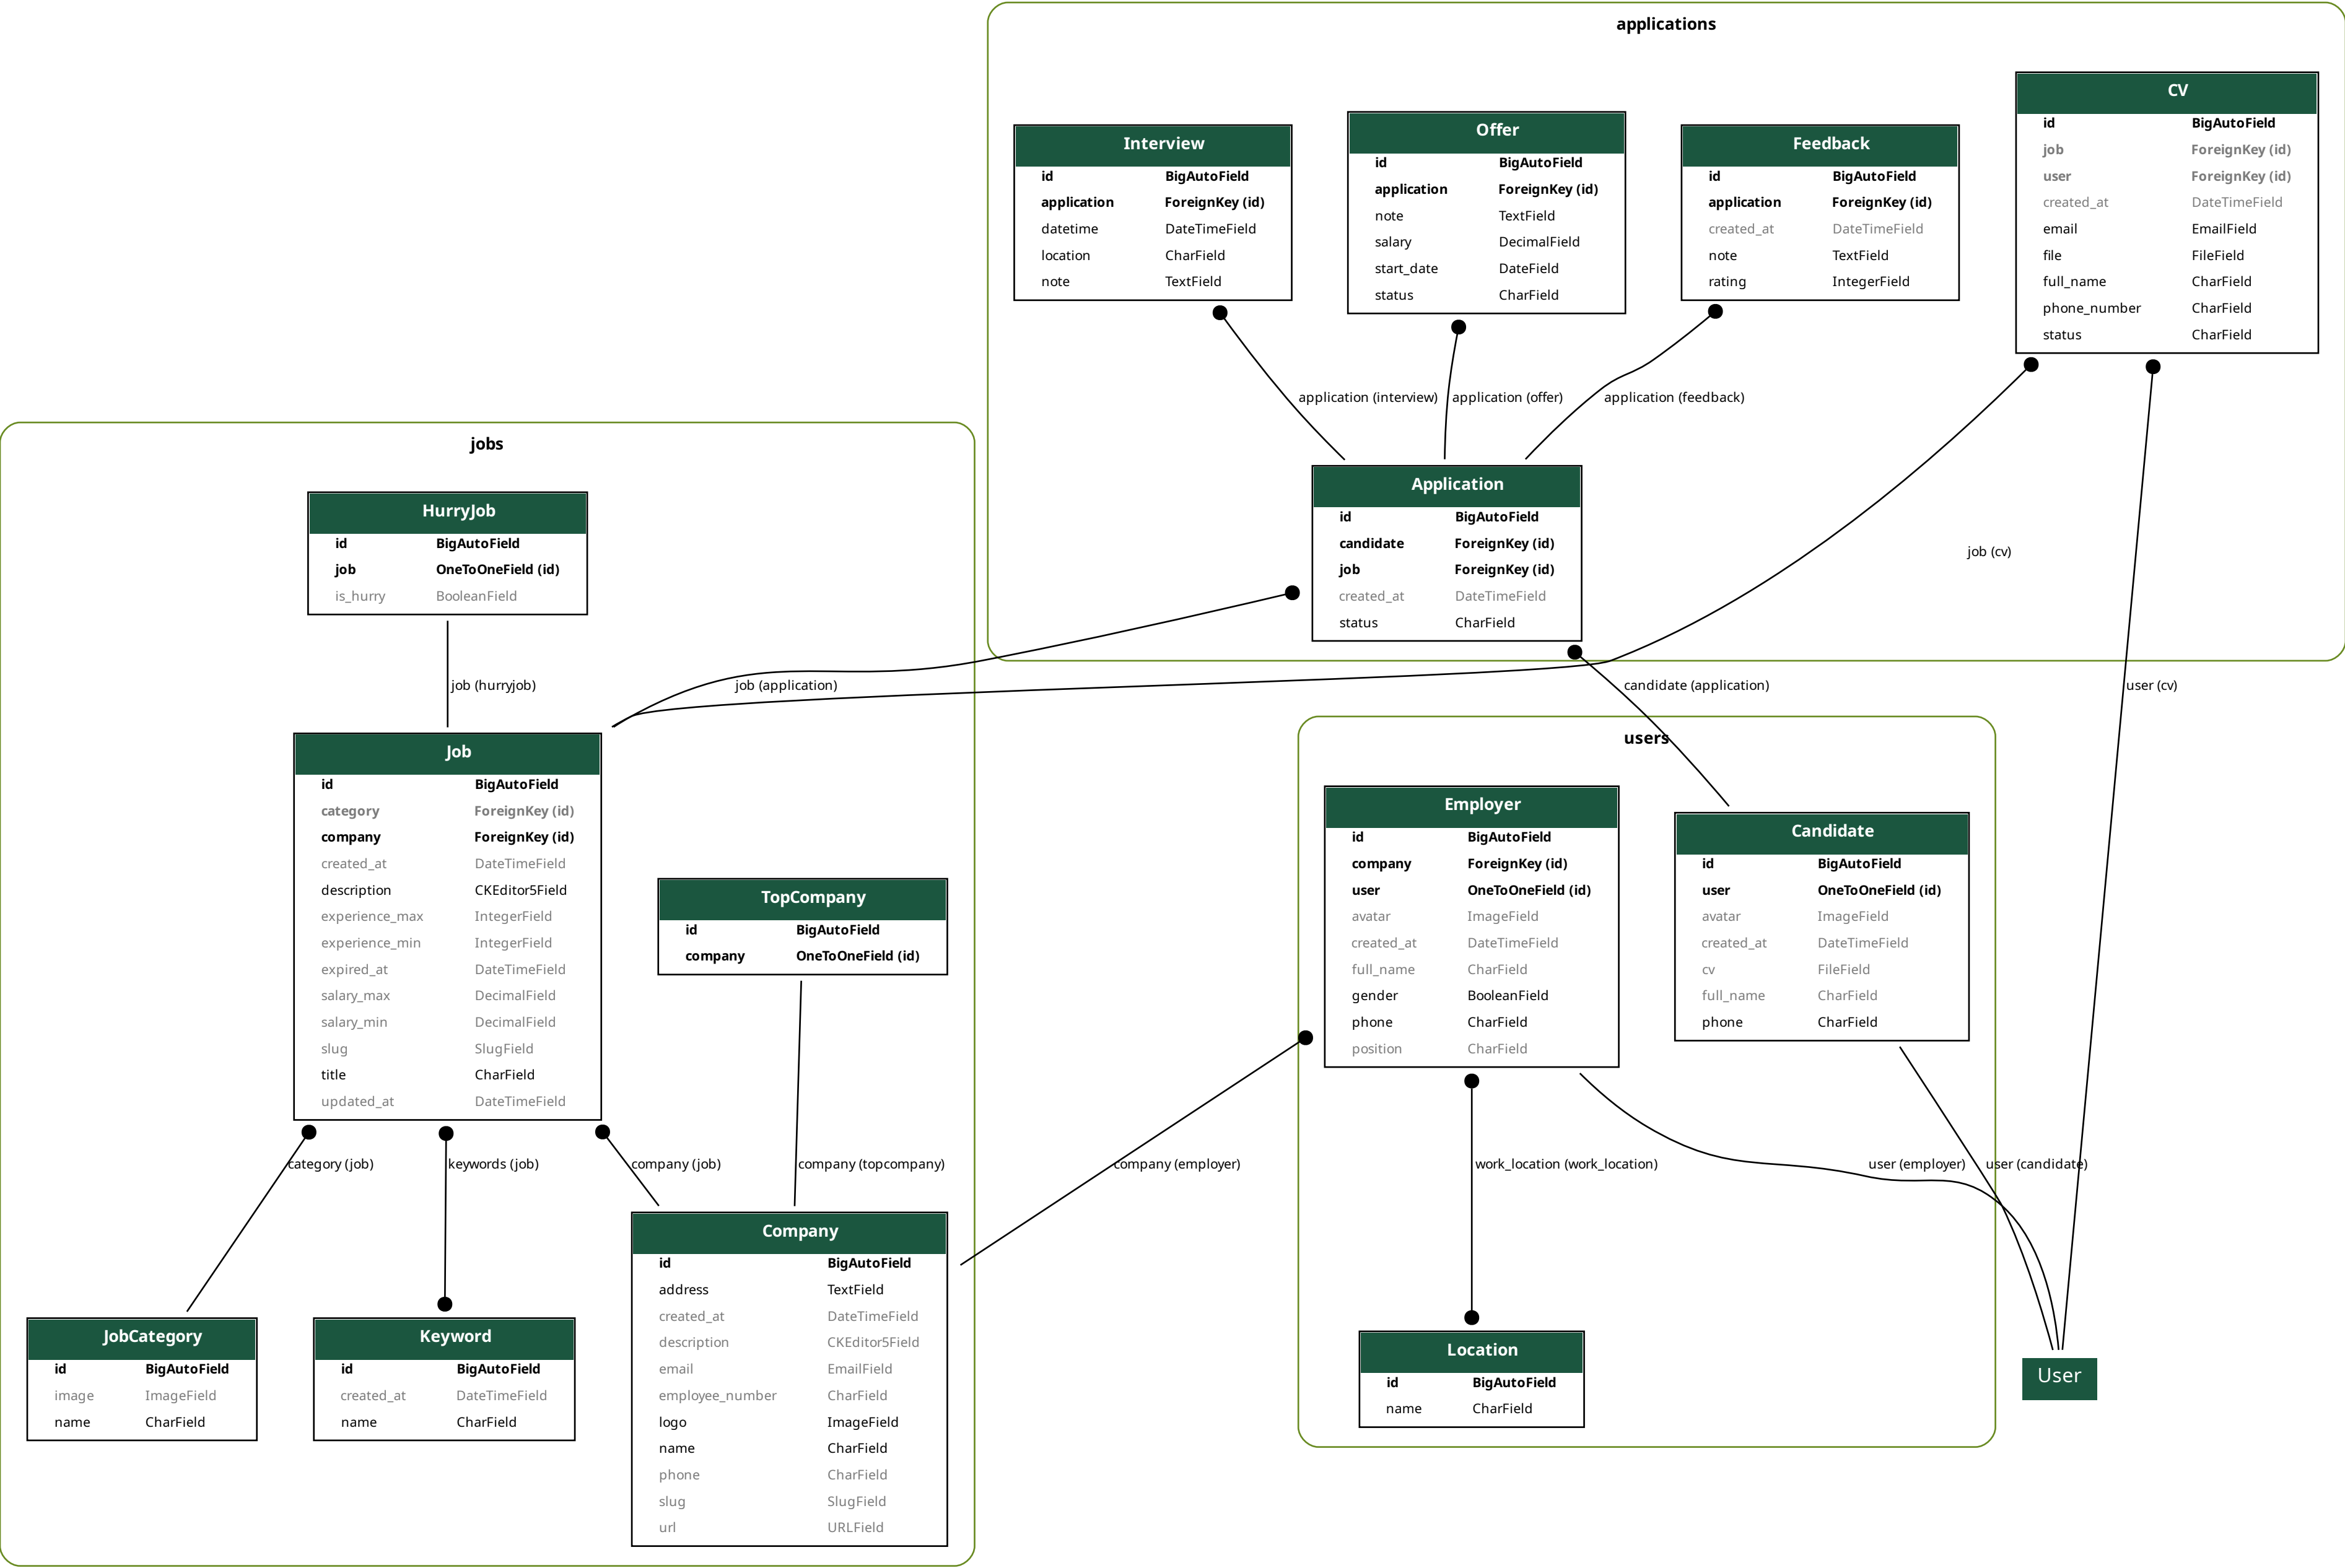 applications
Interview
id BigAutoField
application ForeignKey (id)
datetime DateTimeField
location CharField
note TextField
Offer
id BigAutoField
application ForeignKey (id)
note TextField
salary DecimalField
start_date DateField
status CharField
Feedback
id BigAutoField
application ForeignKey (id)
created_at DateTimeField
note TextField
rating IntegerField
CV
id BigAutoField
job ForeignKey (id)
user ForeignKey (id)
created_at DateTimeField
email EmailField
file FileField
full_name CharField
phone_number CharField
status CharField
application (interview)
application (offer)
application (feedback)
Application
id BigAutoField
candidate ForeignKey (id)
job ForeignKey (id)
created_at DateTimeField
status CharField
job (cv)
jobs
HurryJob
id BigAutoField
job OneToOneField (id)
is_hurry BooleanField
job (hurryjob)
job (application)
candidate (application)
user (cv)
Job
id BigAutoField
category ForeignKey (id)
company ForeignKey (id)
created_at DateTimeField
description CKEditor5Field
experience_max IntegerField
experience_min IntegerField
expired_at DateTimeField
salary_max DecimalField
salary_min DecimalField
slug SlugField
title CharField
updated_at DateTimeField
TopCompany
id BigAutoField
company OneToOneField (id)
users
Employer
id BigAutoField
company ForeignKey (id)
user OneToOneField (id)
avatar ImageField
created_at DateTimeField
full_name CharField
gender BooleanField
phone CharField
position CharField
Candidate
id BigAutoField
user OneToOneField (id)
avatar ImageField
created_at DateTimeField
cv FileField
full_name CharField
phone CharField
category (job)
keywords (job)
company (job)
company (topcompany)
company (employer)
work_location (work_location)
user (employer)
user (candidate)
JobCategory
id BigAutoField
image ImageField
name CharField
Keyword
id BigAutoField
created_at DateTimeField
name CharField
Company
id BigAutoField
address TextField
created_at DateTimeField
description CKEditor5Field
email EmailField
employee_number CharField
logo ImageField
name CharField
phone CharField
slug SlugField
url URLField
Location
id BigAutoField
name CharField
User